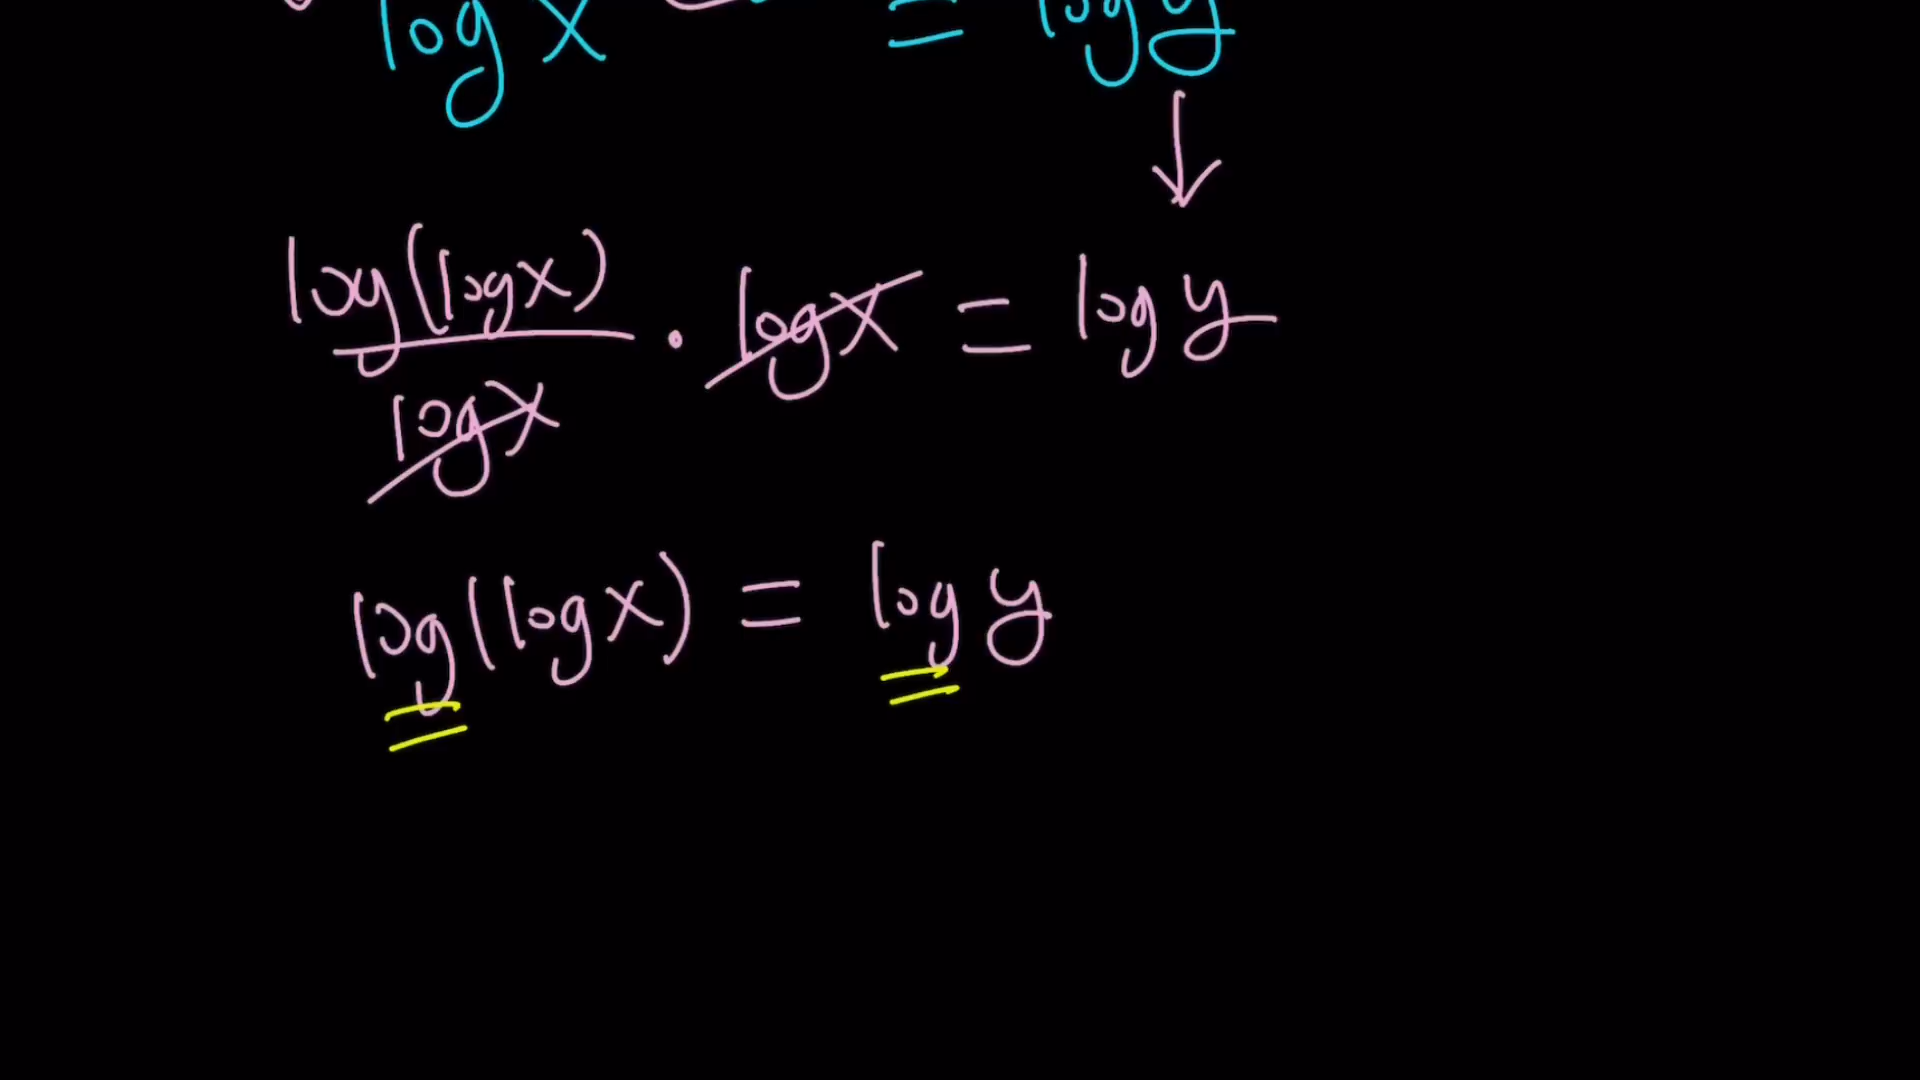 log x = log y
log(log x) / log x · log x = log y
log(log x) = log y